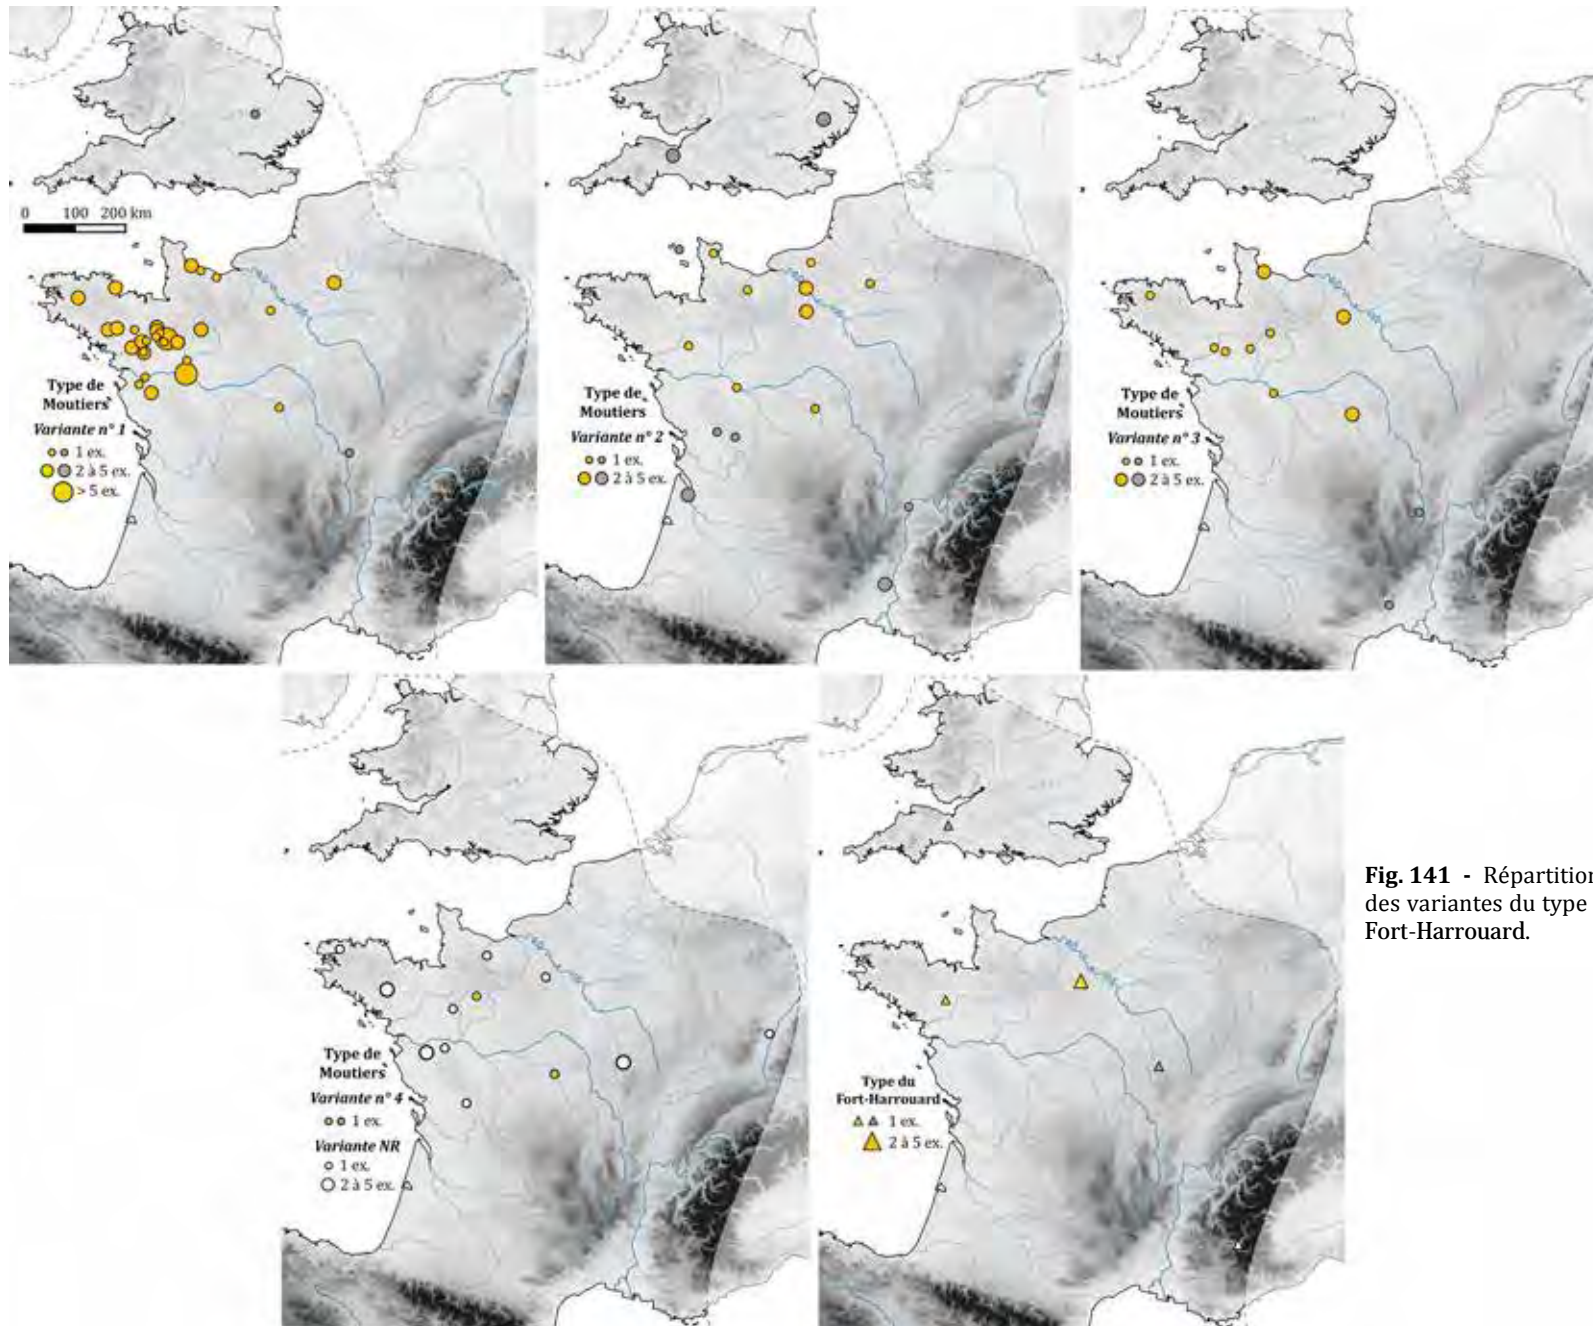 0 100 200 km
Type de
Moutiers
Variante n° 1
1 ex.
2 à 5 ex.
> 5 ex.
Type de
Moutiers
Variante n° 2
1 ex.
2 à 5 ex.
Type de
Moutiers
Variante n° 3
1 ex.
2 à 5 ex.
Type de
Moutiers
Variante n° 4
1 ex.
Variante NR
1 ex.
2 à 5 ex.
Type du
Fort-Harrouard
1 ex.
2 à 5 ex.
Fig. 141 - Répartition
des variantes du type
Fort-Harrouard.